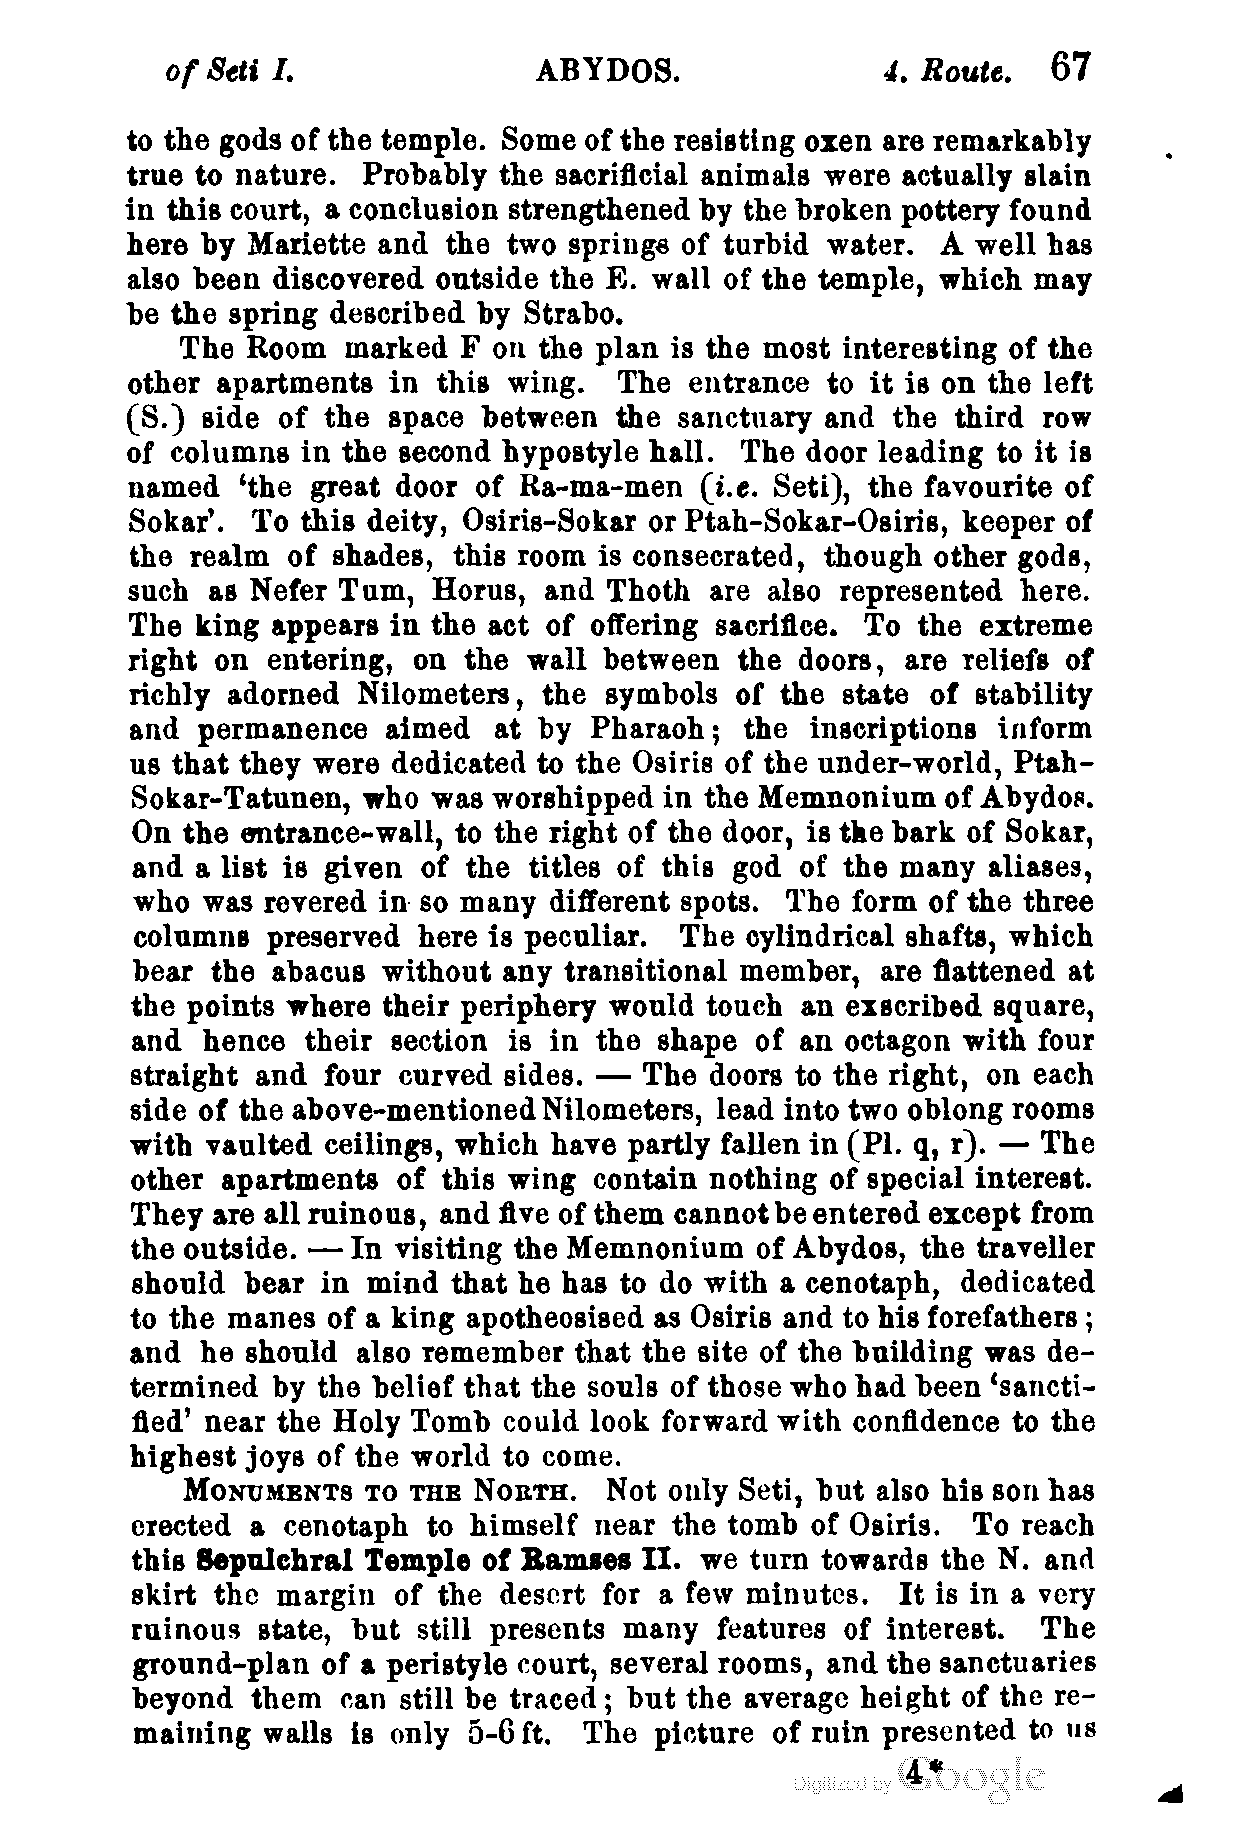 of Seti I. ABYDOS. 4. Route. 67
to the gods of the temple. Some of the resisting oxen are remarkably
true to nature. Probably the sacrificial animals were actually slain
in this court, a conclusion strengthened by the broken pottery found
here by Mariette and the two springs of turbid water. A well has
also been discovered outside the E. wall of the temple, which may
be the spring described by Strabo.
The Room marked F on the plan is the most interesting of the
other apartments in this wing. The entrance to it is on the left
(S.) side of the space between the sanctuary and the third row
of columns in the second hypostyle hall. The door leading to it is
named ‘the great door of Ra-ma-men (i.e. Seti), the favourite of
Sokar’. To this deity, Osiris-Sokar or Ptah-Sokar-Osiris, keeper of
the realm of shades, this room is consecrated, though other gods,
such as Nefer Tum, Horus, and Thoth are also represented here.
The king appears in the act of offering sacrifice. To the extreme
right on entering, on the wall between the doors, are reliefs of
richly adorned Nilometers, the symbols of the state of stability
and permanence aimed at by Pharaoh; the inscriptions inform
us that they were dedicated to the Osiris of the under-world, Ptah-
Sokar-Tatunen, who was worshipped in the Memnonium of Abydos.
On the entrance-wall, to the right of the door, is the bark of Sokar,
and a list is given of the titles of this god of the many aliases,
who was revered in so many different spots. The form of the three
columns preserved here is peculiar. The cylindrical shafts, which
bear the abacus without any transitional member, are flattened at
the points where their periphery would touch an exscribed square,
and hence their section is in the shape of an octagon with four
straight and four curved sides. — The doors to the right, on each
side of the above-mentioned Nilometers, lead into two oblong rooms
with vaulted ceilings, which have partly fallen in (Pl. q, r). — The
other apartments of this wing contain nothing of special interest.
They are all ruinous, and five of them cannot be entered except from
the outside. — In visiting the Memnonium of Abydos, the traveller
should bear in mind that he has to do with a cenotaph, dedicated
to the manes of a king apotheosised as Osiris and to his forefathers;
and he should also remember that the site of the building was de-
termined by the belief that the souls of those who had been ‘sancti-
fied’ near the Holy Tomb could look forward with confidence to the
highest joys of the world to come.
MONUMENTS TO THE NORTH. Not only Seti, but also his son has
erected a cenotaph to himself near the tomb of Osiris. To reach
this Sepulchral Temple of Ramses II. we turn towards the N. and
skirt the margin of the desert for a few minutes. It is in a very
ruinous state, but still presents many features of interest. The
ground-plan of a peristyle court, several rooms, and the sanctuaries
beyond them can still be traced; but the average height of the re-
maining walls is only 5-6 ft. The picture of ruin presented to us
4*
Digitized by Google